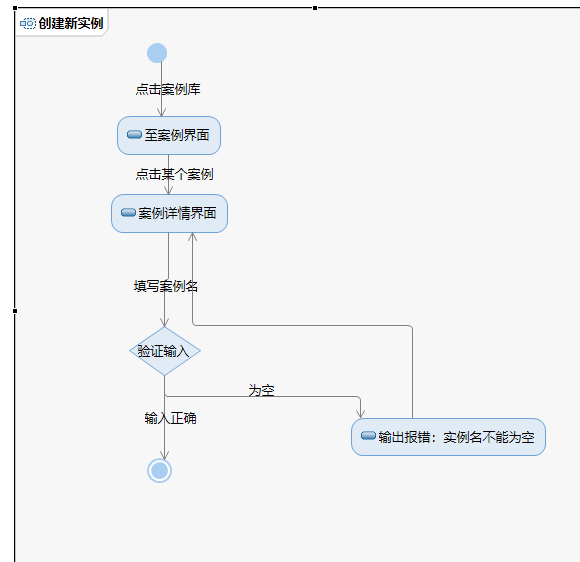 创建新实例
点击案例库
至案例界面
点击某个案例
案例详情界面
填写案例名
验证输入
为空
输入正确
输出报错：实例名不能为空